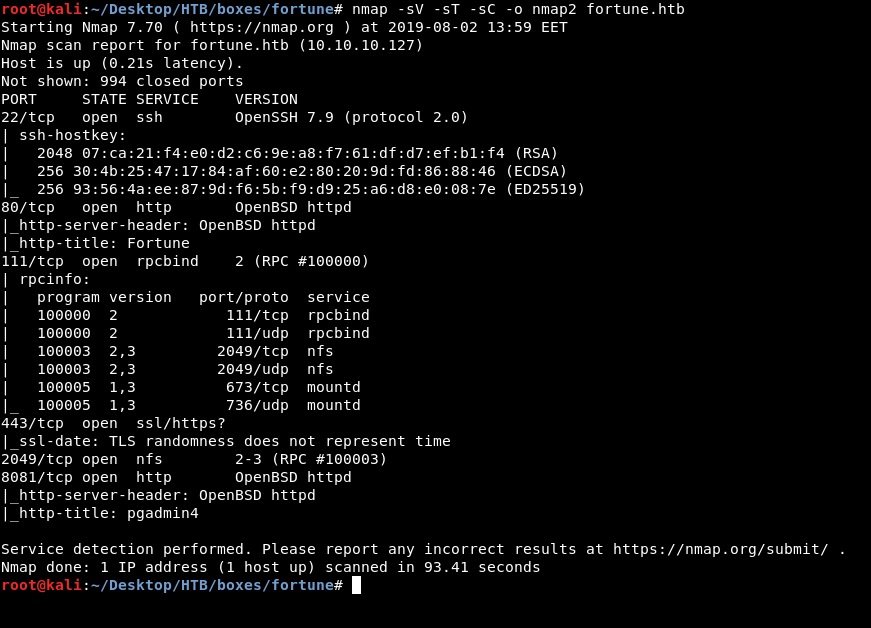 root@kali:~/Desktop/HTB/boxes/fortune# nmap -sV -sT -sC -o nmap2 fortune.htb
Starting Nmap 7.70 ( https://nmap.org ) at 2019-08-02 13:59 EET
Nmap scan report for fortune.htb (10.10.10.127)
Host is up (0.21s latency).
Not shown: 994 closed ports
PORT     STATE SERVICE    VERSION
22/tcp   open  ssh        OpenSSH 7.9 (protocol 2.0)
| ssh-hostkey:
|   2048 07:ca:21:f4:e0:d2:c6:9e:a8:f7:61:df:d7:ef:b1:f4 (RSA)
|   256 30:4b:25:47:17:84:af:60:e2:80:20:9d:fd:86:88:46 (ECDSA)
|_  256 93:56:4a:ee:87:9d:f6:5b:f9:d9:25:a6:d8:e0:08:7e (ED25519)
80/tcp   open  http       OpenBSD httpd
|_http-server-header: OpenBSD httpd
|_http-title: Fortune
111/tcp  open  rpcbind    2 (RPC #100000)
| rpcinfo:
|   program version   port/proto  service
|   100000  2            111/tcp  rpcbind
|   100000  2            111/udp  rpcbind
|   100003  2,3         2049/tcp  nfs
|   100003  2,3         2049/udp  nfs
|   100005  1,3          673/tcp  mountd
|_  100005  1,3          736/udp  mountd
443/tcp  open  ssl/https?
|_ssl-date: TLS randomness does not represent time
2049/tcp open  nfs        2-3 (RPC #100003)
8081/tcp open  http       OpenBSD httpd
|_http-server-header: OpenBSD httpd
|_http-title: pgadmin4
Service detection performed. Please report any incorrect results at https://nmap.org/submit/ .
Nmap done: 1 IP address (1 host up) scanned in 93.41 seconds
root@kali:~/Desktop/HTB/boxes/fortune#